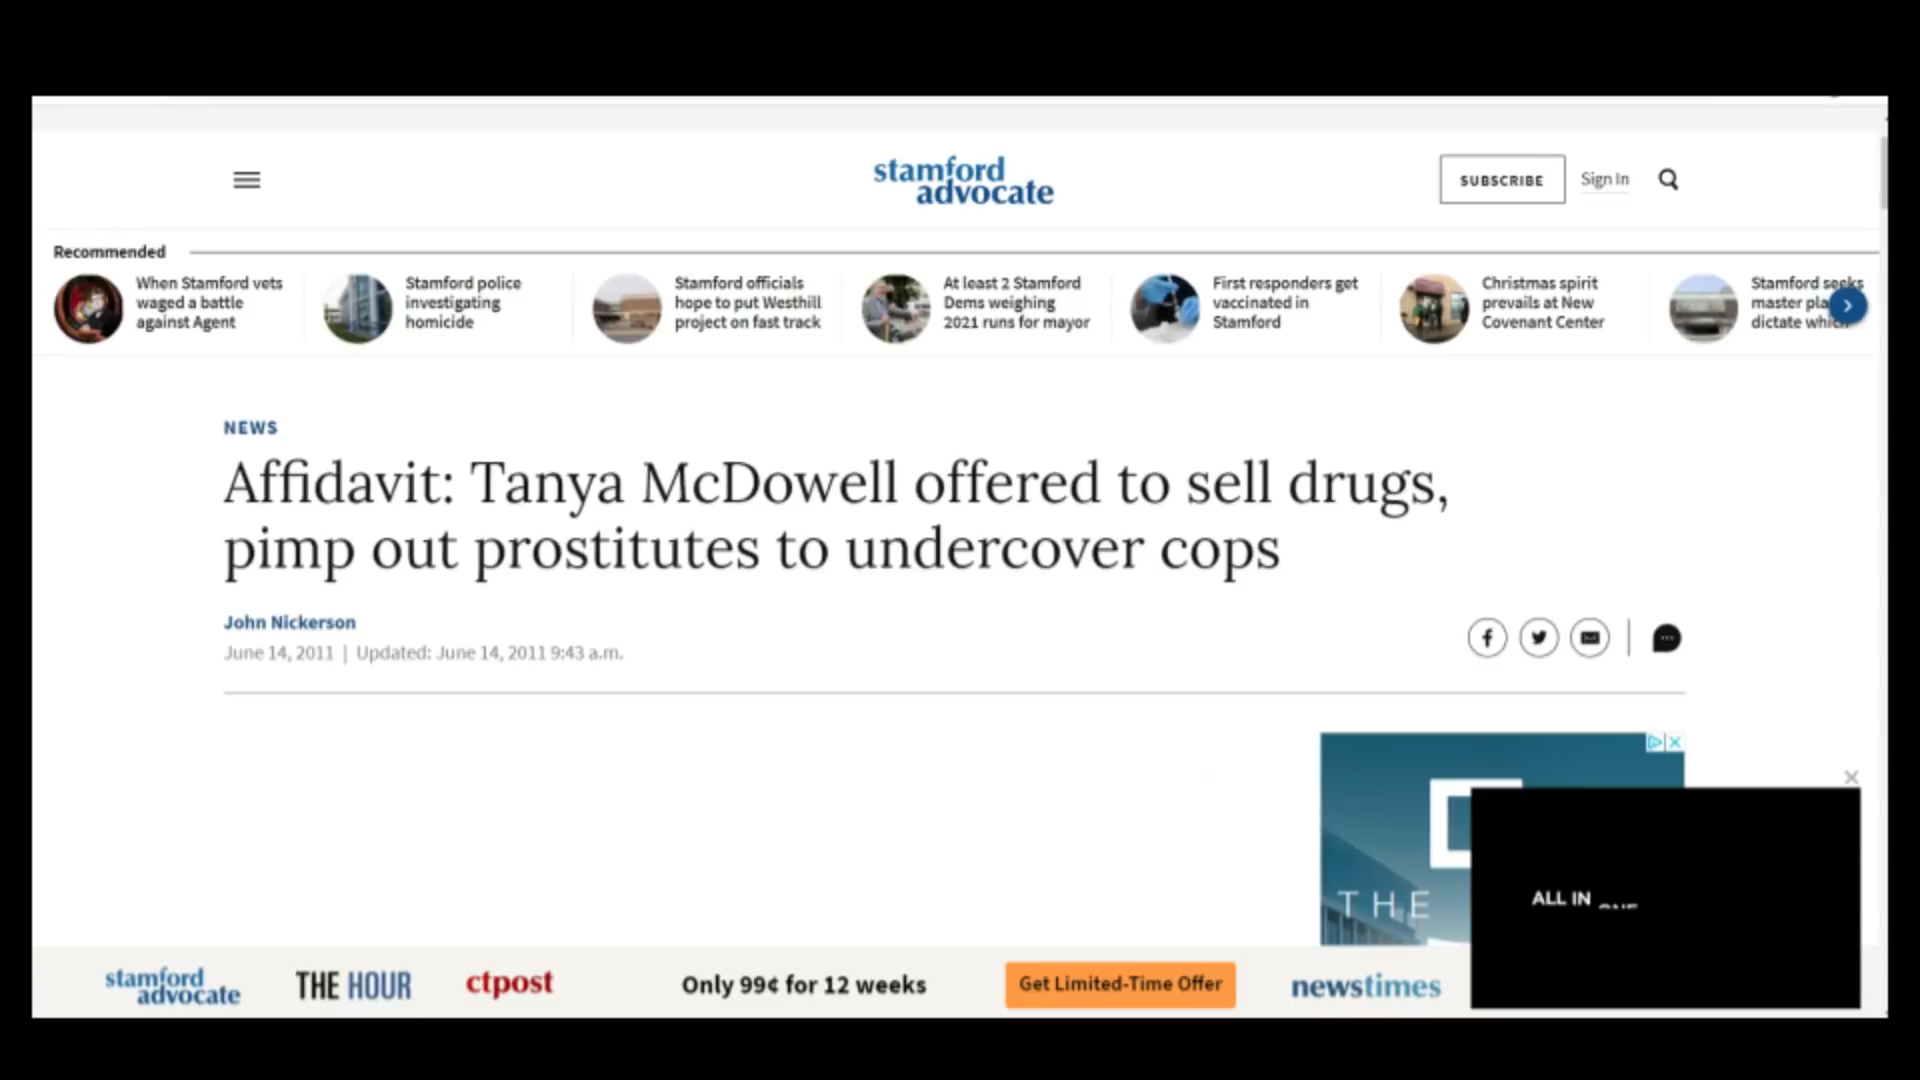 stamford
advocate
SUBSCRIBE
Sign In
Recommended
When Stamford vets
waged a battle
against Agent
Stamford police
investigating
homicide
Stamford officials
hope to put Westhill
project on fast track
At least 2 Stamford
Dems weighing
2021 runs for mayor
First responders get
vaccinated in
Stamford
Christmas spirit
prevails at New
Covenant Center
Stamford seeks
master
dictate
NEWS
Affidavit: Tanya McDowell offered to sell drugs,
pimp out prostitutes to undercover cops
John Nickerson
June 14, 2011 | Updated: June 14, 2011 9:43 a.m.
THE
ALL IN
stamford
advocate
THE HOUR
ctpost
Only 99¢ for 12 weeks
Get Limited-Time Offer
newstimes